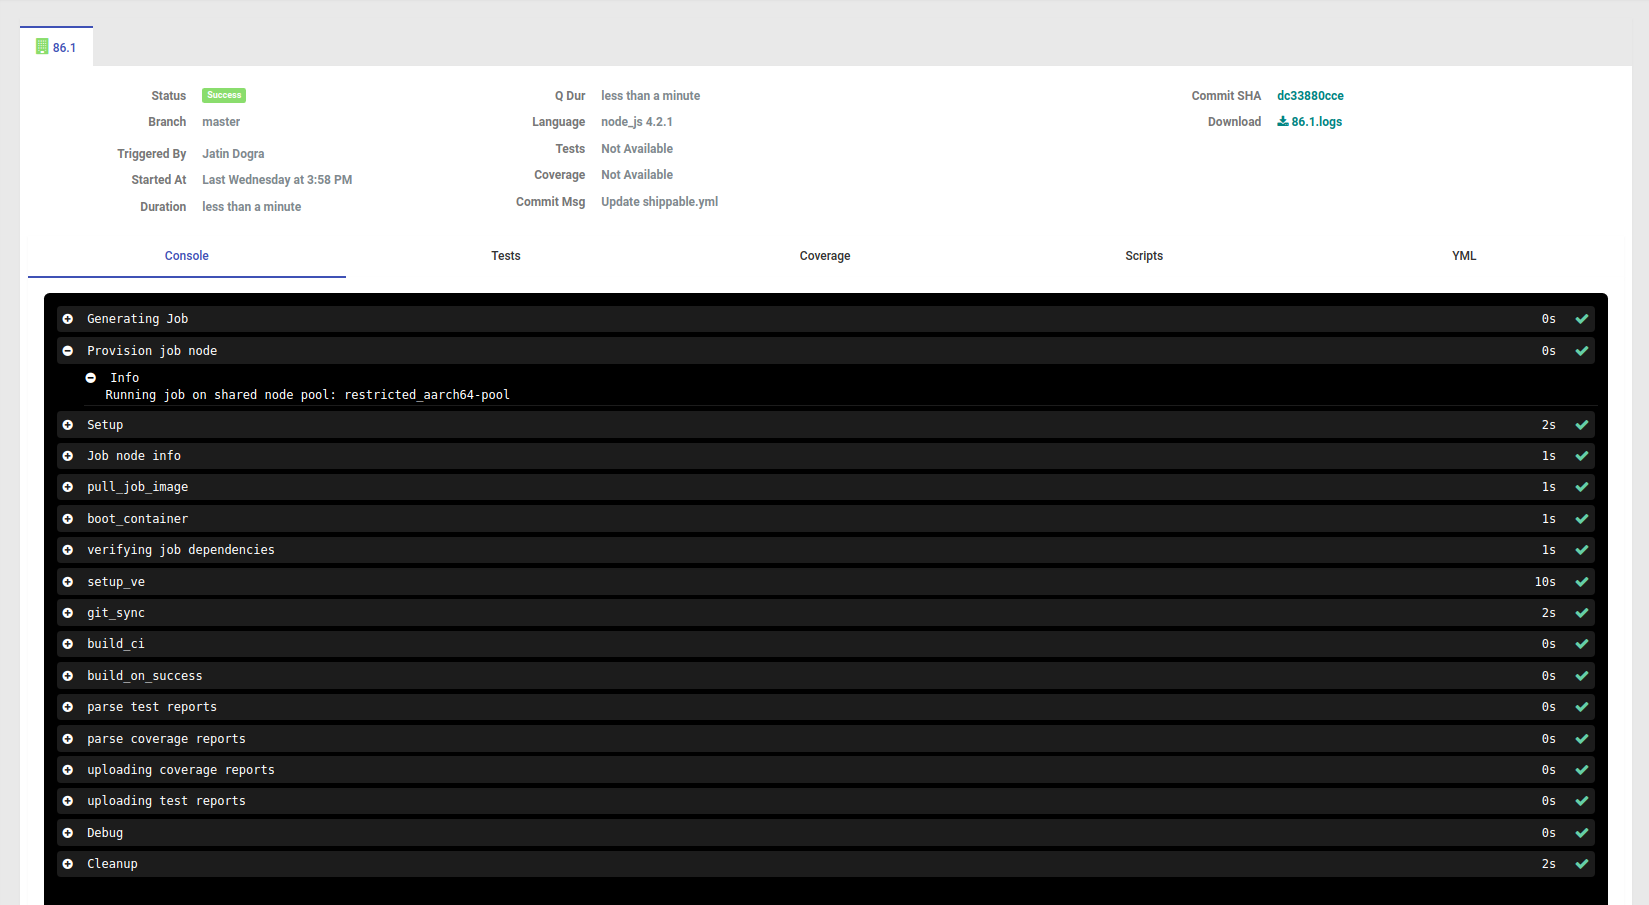 86.1
Status Success
Branch master
Triggered By Jatin Dogra
Started At Last Wednesday at 3:58 PM
Duration less than a minute
Q Dur less than a minute
Language node_js 4.2.1
Tests Not Available
Coverage Not Available
Commit Msg Update shippable.yml
Commit SHA dc33880cce
Download 86.1.logs
Console Tests Coverage Scripts YML
Generating Job 0s
Provision job node 0s
Info
Running job on shared node pool: restricted_aarch64-pool
Setup 2s
Job node info 1s
pull_job_image 1s
boot_container 1s
verifying job dependencies 1s
setup_ve 10s
git_sync 2s
build_ci 0s
build_on_success 0s
parse test reports 0s
parse coverage reports 0s
uploading coverage reports 0s
uploading test reports 0s
Debug 0s
Cleanup 2s